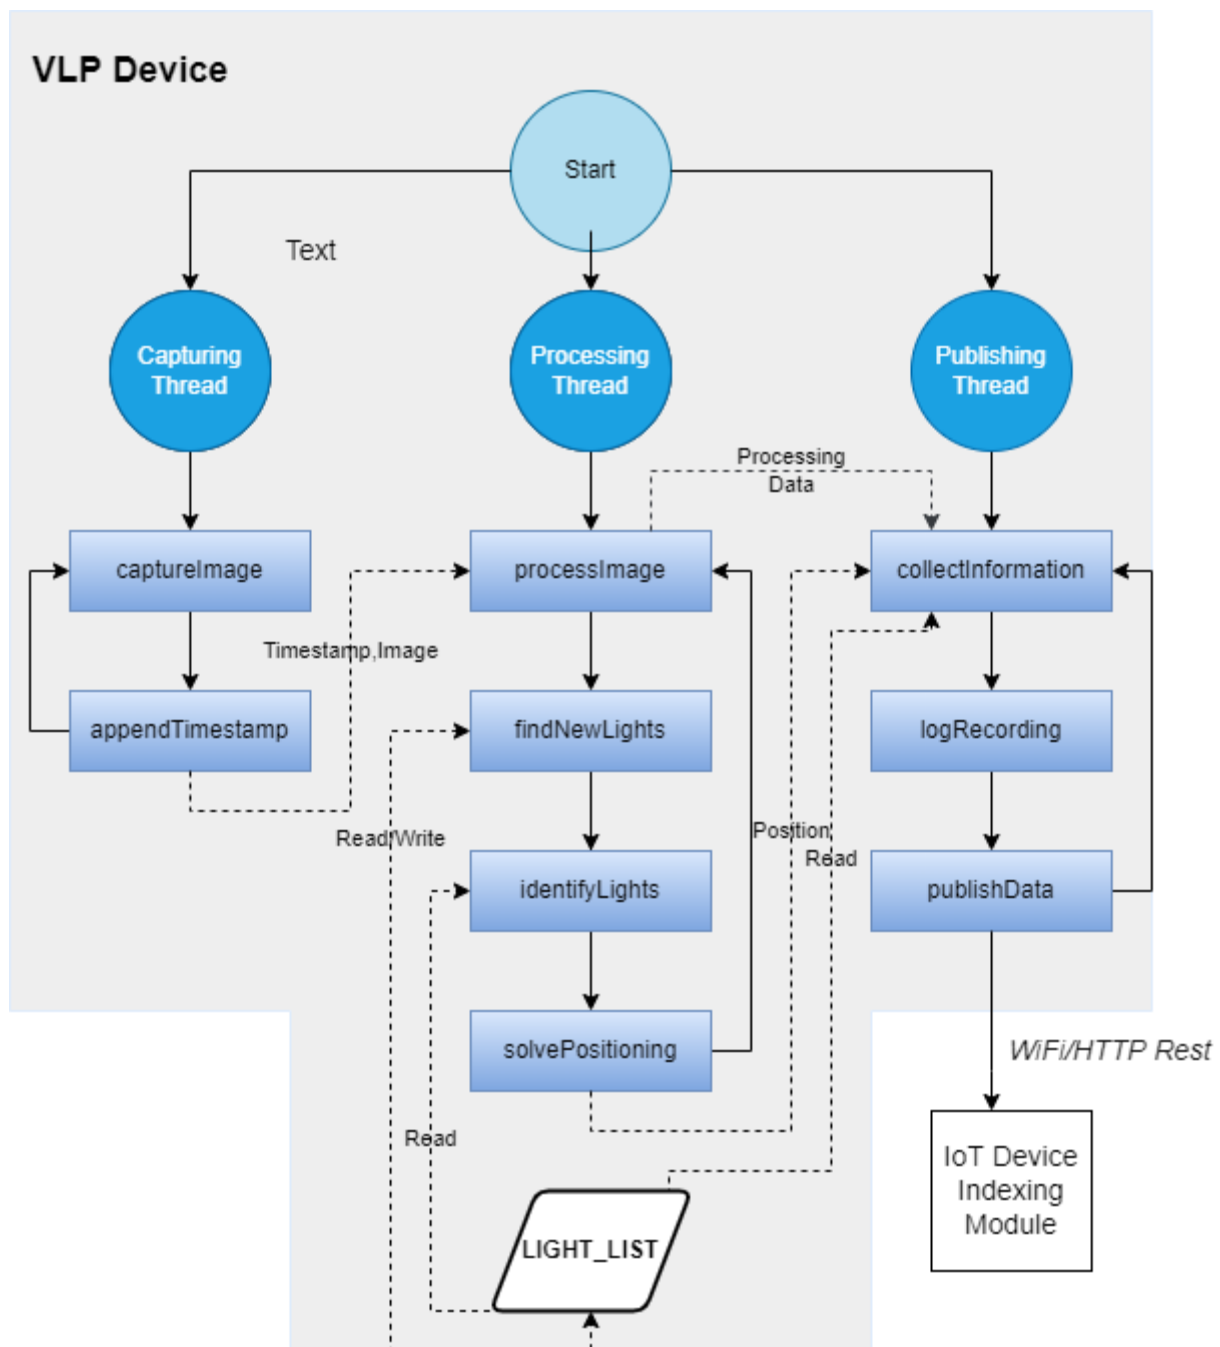 VLP Device
Start
Text
Capturing
Thread
Processing
Thread
Publishing
Thread
Processing
Data
captureImage
processImage
collectInformation
Timestamp,Image
appendTimestamp
findNewLights
logRecording
Read/Write
Position
Read
identifyLights
publishData
solvePositioning
WiFi/HTTP Rest
Read
IoT Device
Indexing
Module
LIGHT_LIST